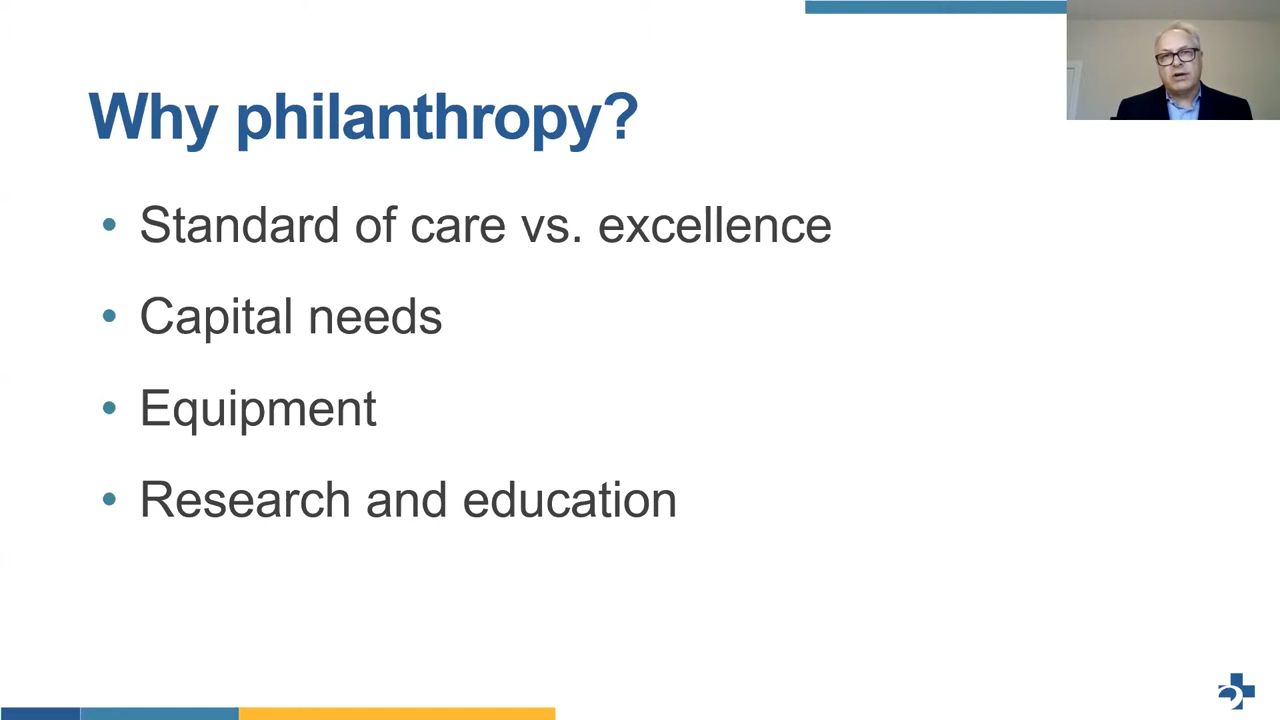 Why philanthropy?
• Standard of care vs. excellence
• Capital needs
• Equipment
• Research and education